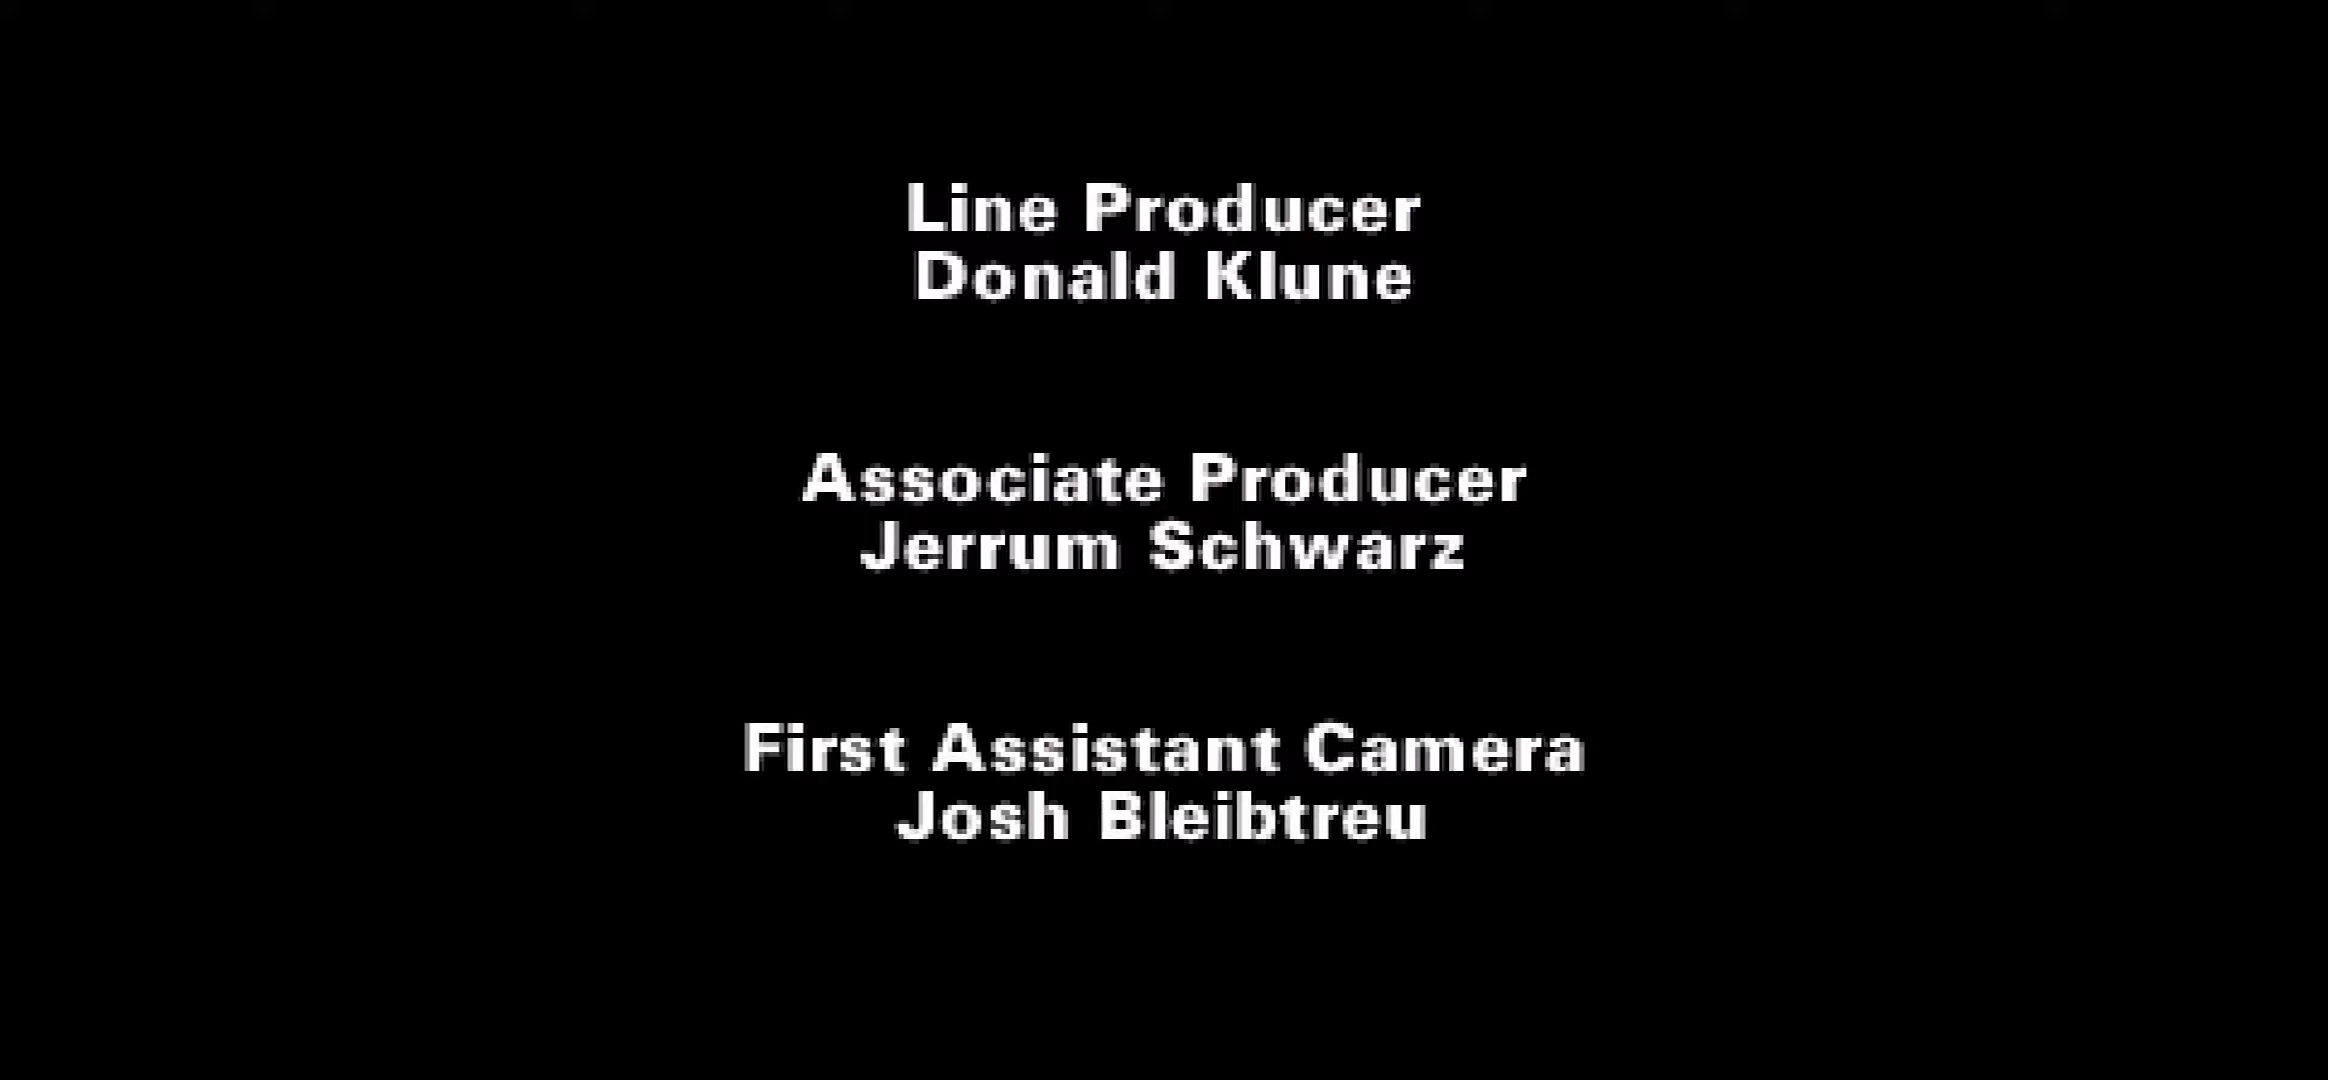 Line Producer
Donald Klune
Associate Producer
Jerrum Schwarz
First Assistant Camera
Josh Bleibtreu